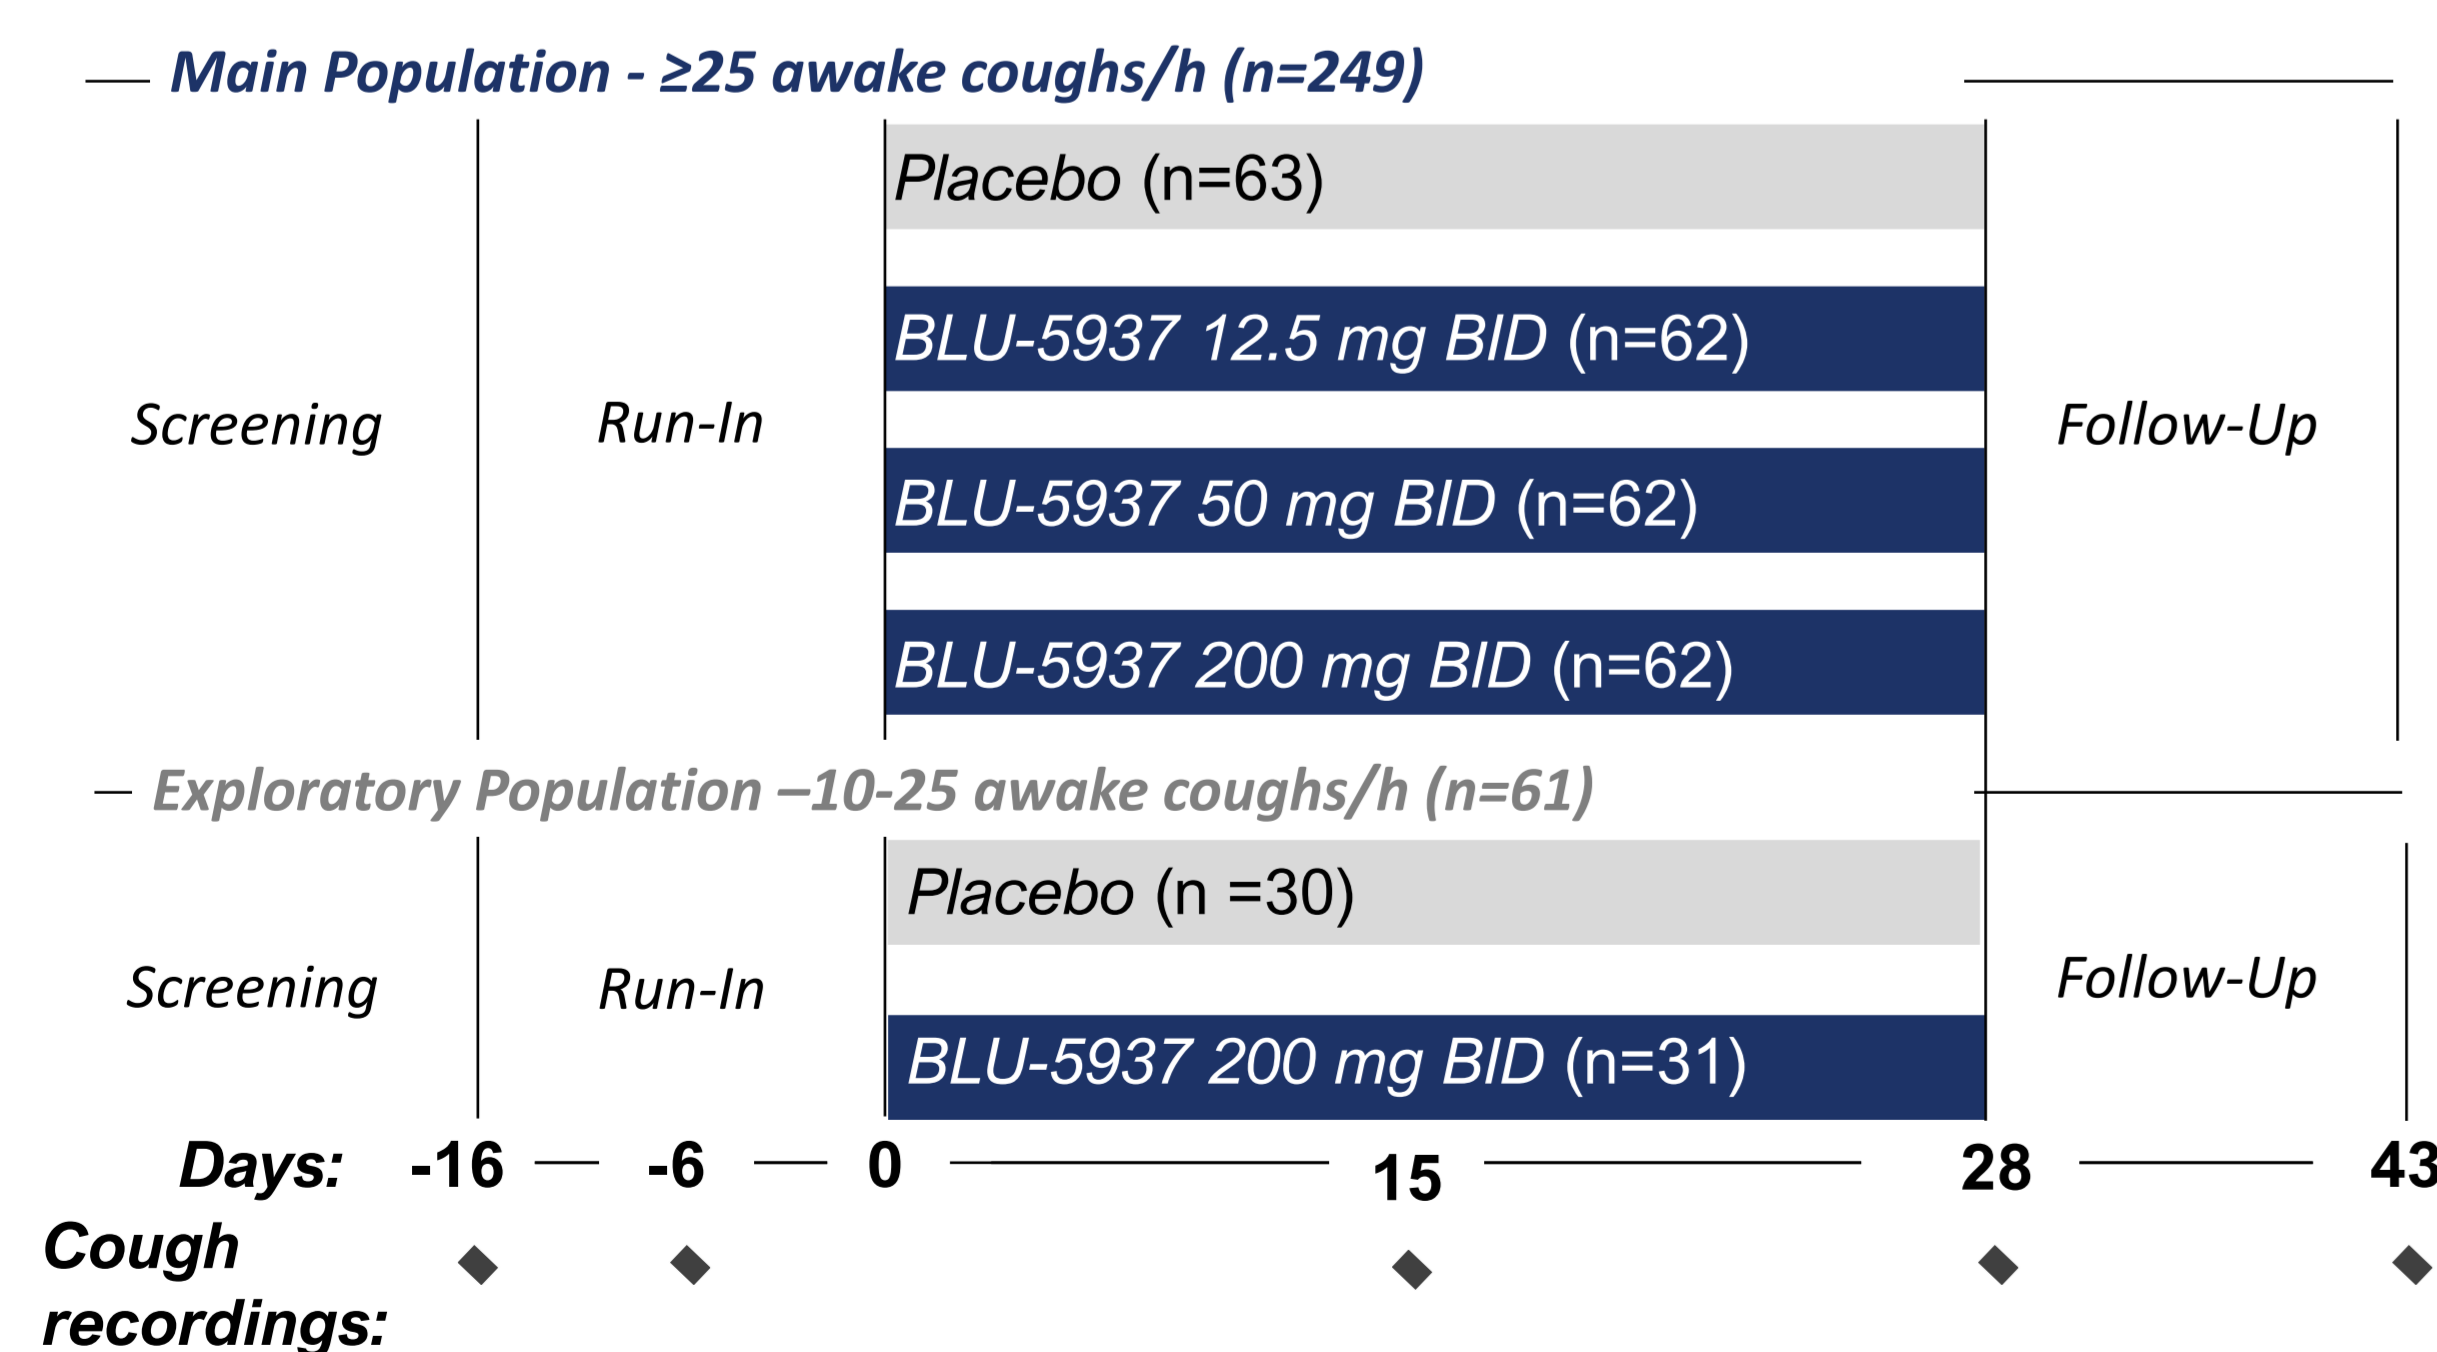 Main Population - ≥25 awake coughs/h (n=249)
Placebo (n=63)
BLU-5937 12.5 mg BID (n=62)
Screening Run-In Follow-Up
BLU-5937 50 mg BID (n=62)
BLU-5937 200 mg BID (n=62)
Exploratory Population –10-25 awake coughs/h (n=61)
Placebo (n =30)
Screening Run-In Follow-Up
BLU-5937 200 mg BID (n=31)
Days: -16 -6 0 15 28 43
Cough
recordings: